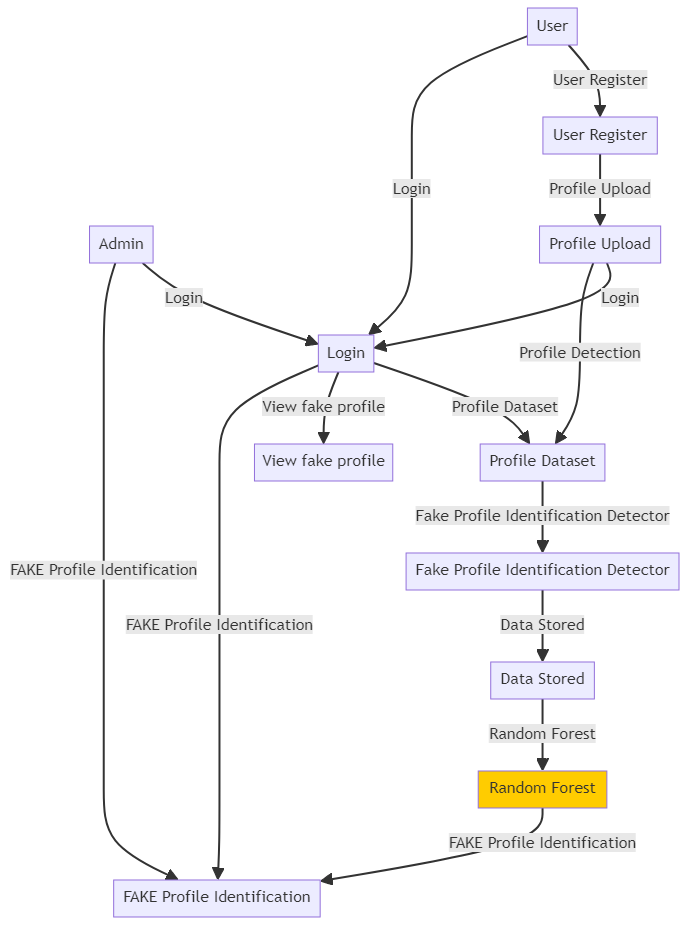 User
User Register
User Register
Login
Profile Upload
Admin
Profile Upload
Login
Login
Login
Profile Detection
View fake profile
Profile Dataset
View fake profile
Profile Dataset
Fake Profile Identification Detector
FAKE Profile Identification
Fake Profile Identification Detector
FAKE Profile Identification
Data Stored
Data Stored
Random Forest
Random Forest
FAKE Profile Identification
FAKE Profile Identification